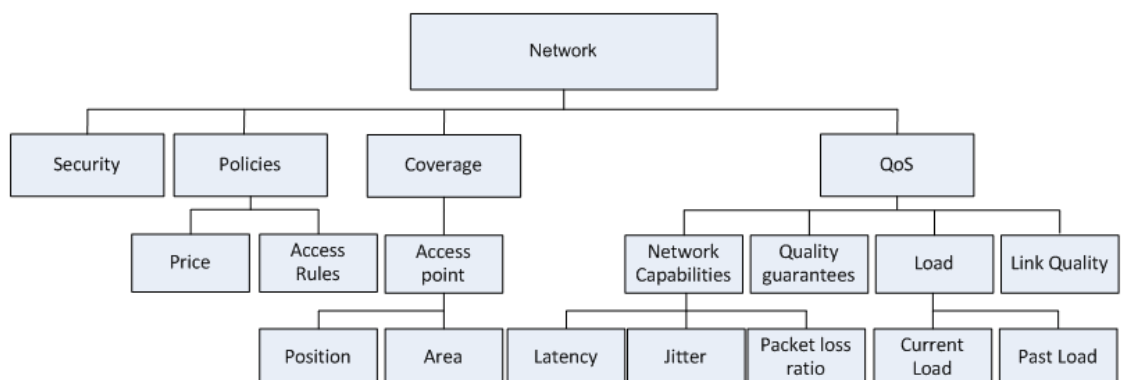 Network
Security
Policies
Coverage
QoS
Price
Access
Rules
Access
point
Network
Capabilities
Quality
guarantees
Load
Link Quality
Position
Area
Latency
Jitter
Packet loss
ratio
Current
Load
Past Load